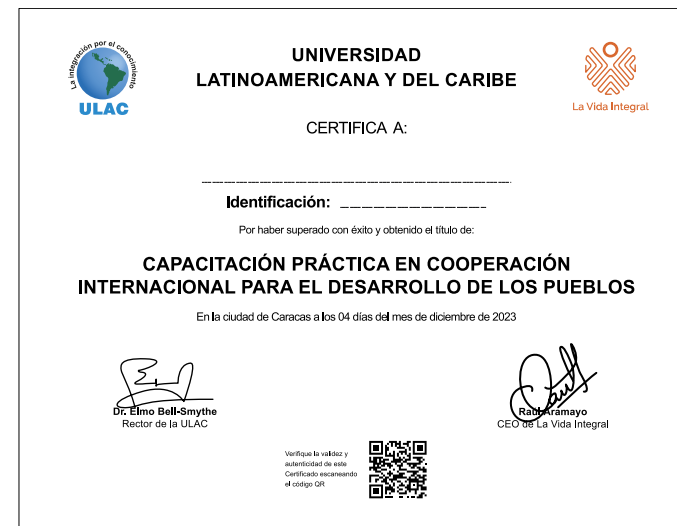 La integración por el conocimiento
ULAC
UNIVERSIDAD
LATINOAMERICANA Y DEL CARIBE
La Vida Integral
CERTIFICA A:
Identificación:
Por haber superado con éxito y obtenido el título de:
CAPACITACIÓN PRÁCTICA EN COOPERACIÓN
INTERNACIONAL PARA EL DESARROLLO DE LOS PUEBLOS
En la ciudad de Caracas a los 04 días del mes de diciembre de 2023
Dr. Elmo Bell-Smythe
Rector de la ULAC
Raúl Aramayo
CEO de La Vida Integral
Verifique la validez y
autenticidad de este
Certificado escaneando
el código QR